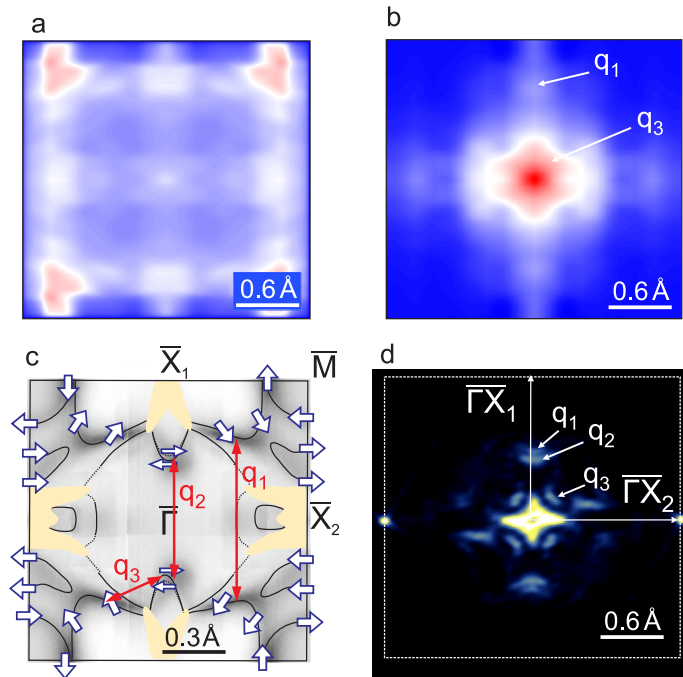 a
0.6 Å
b
q1
q3
0.6 Å
c
X̅1
M̅
q1
q2
Γ̅
X̅2
q3
0.3Å
d
Γ̅X̅1
q1
q2
q3
Γ̅X̅2
0.6 Å